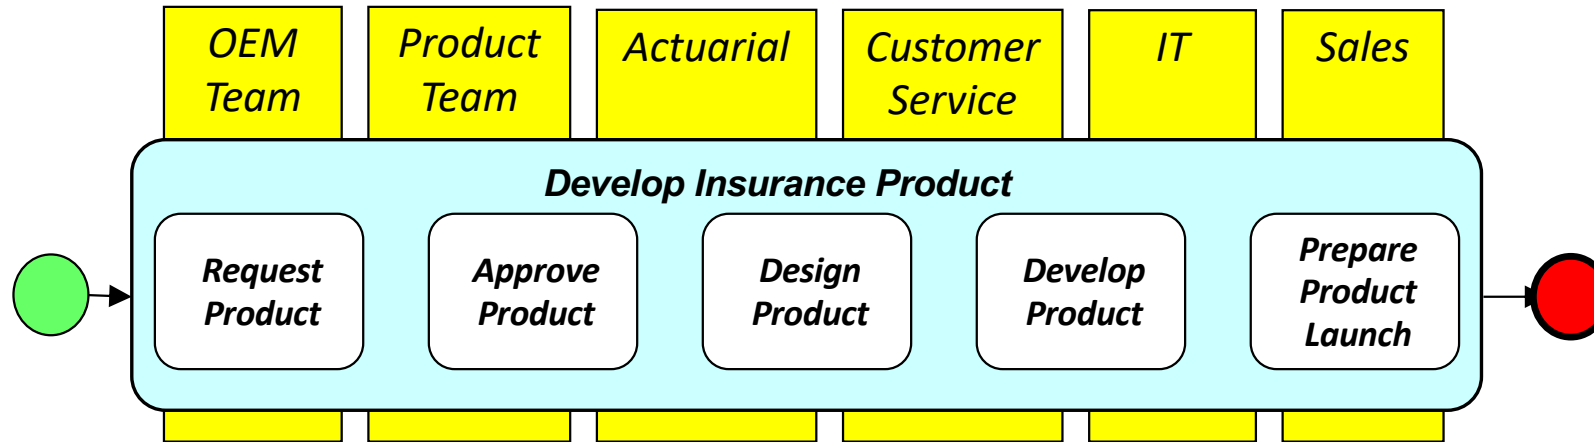 OEM
Team
Product
Team
Actuarial
Customer
Service
IT
Sales
Develop Insurance Product
Request
Product
Approve
Product
Design
Product
Develop
Product
Prepare
Product
Launch